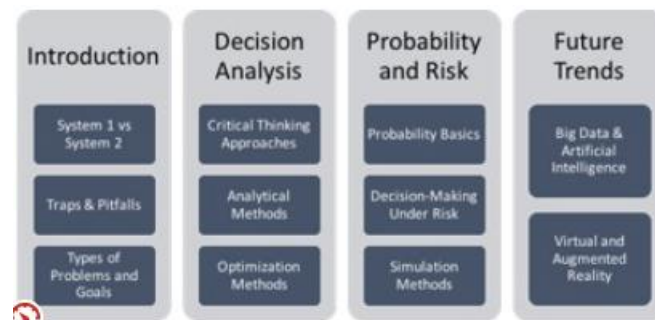 Introduction
System 1 vs
System 2
Traps & Pitfalls
Types of
Problems and
Goals
Decision
Analysis
Critical Thinking
Approaches
Analytical
Methods
Optimization
Methods
Probability
and Risk
Probability Basics
Decision-Making
Under Risk
Simulation
Methods
Future
Trends
Big Data &
Artificial
Intelligence
Virtual and
Augmented
Reality